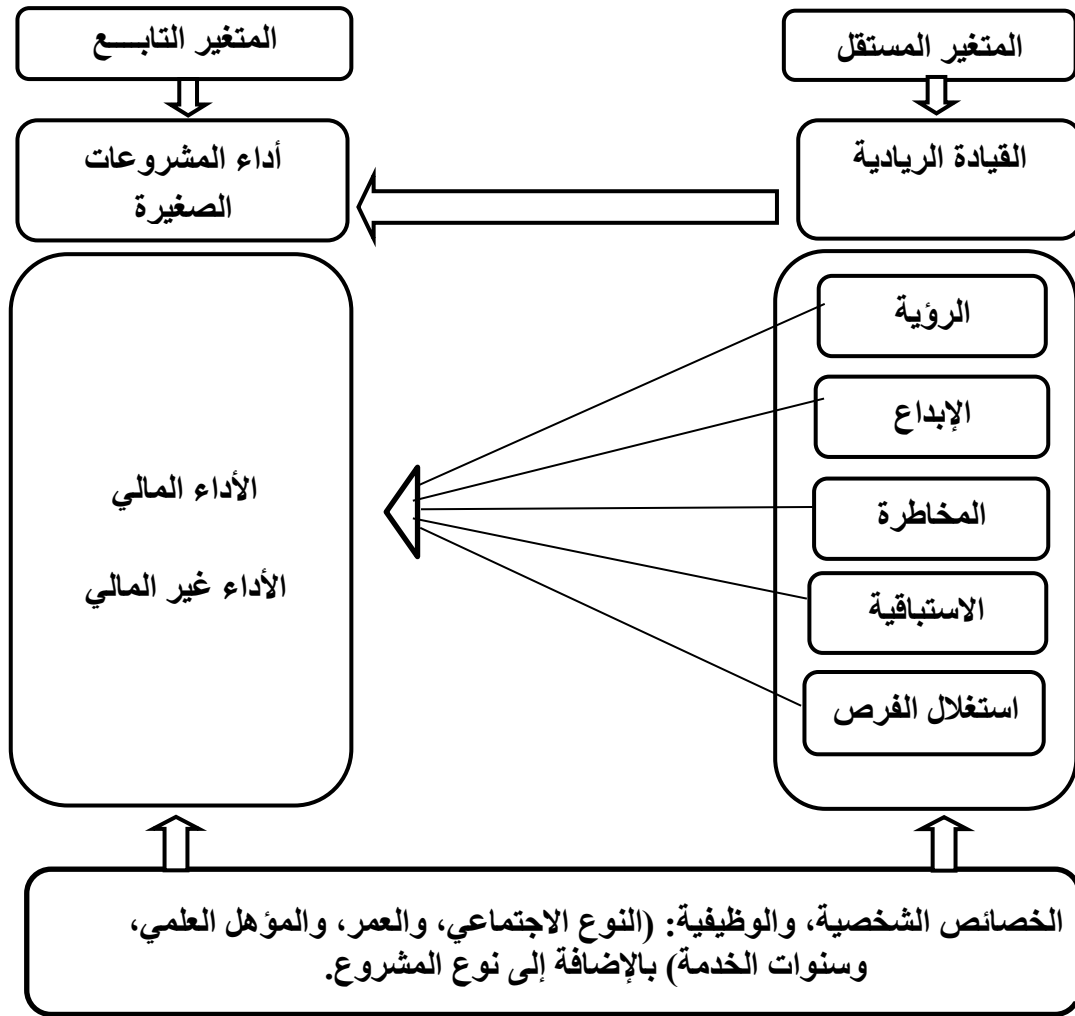 المتغير المستقل
المتغير التابـــــع
القيادة الريادية
أداء المشروعات
الصغيرة
الرؤية
الإبداع
المخاطرة
الاستباقية
استغلال الفرص
الأداء المالي
الأداء غير المالي
الخصائص الشخصية، والوظيفية: (النوع الاجتماعي، والعمر، والمؤهل العلمي،
وسنوات الخدمة) بالإضافة إلى نوع المشروع.